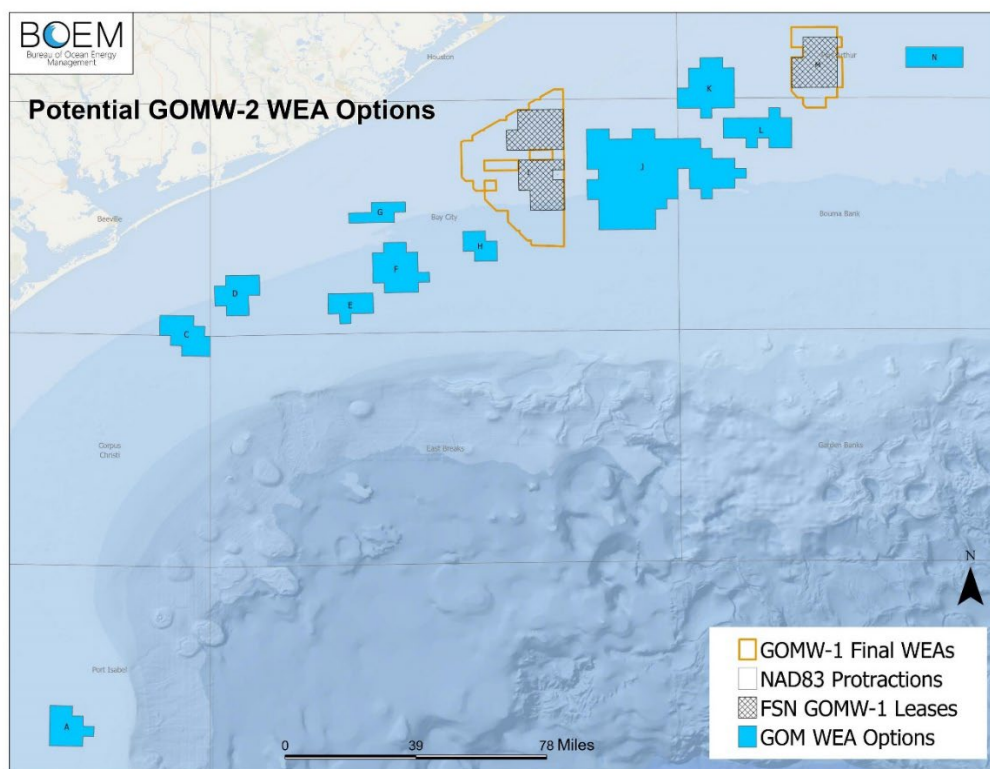 BOEM
Bureau of Ocean Energy
Management
Potential GOMW-2 WEA Options
Houston
N
M
K
L
J
I
Beeville
G
Bay City
Bouma Bank
H
F
D
E
C
Corpus
Christi
East Breaks
Garden Banks
N
Port Isabel
A
0
39
78 Miles
GOMW-1 Final WEAs
NAD83 Protractions
FSN GOMW-1 Leases
GOM WEA Options